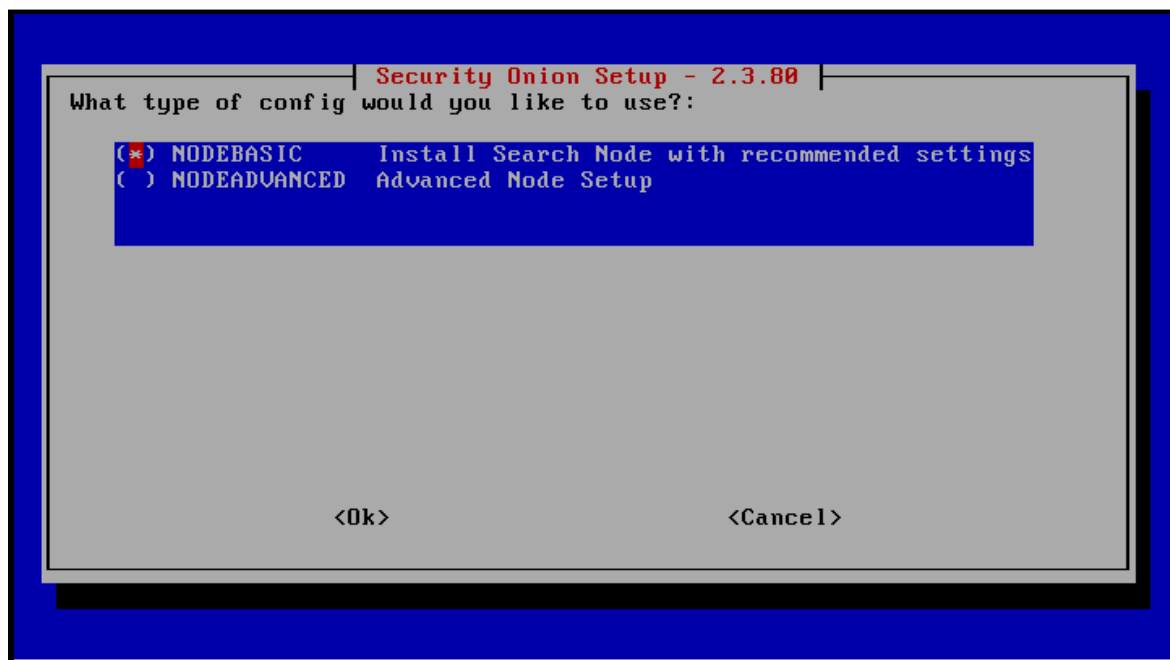 Security Onion Setup - 2.3.80
What type of config would you like to use?:
(*) NODEBASIC Install Search Node with recommended settings
( ) NODEADVANCED Advanced Node Setup
<Ok> <Cancel>